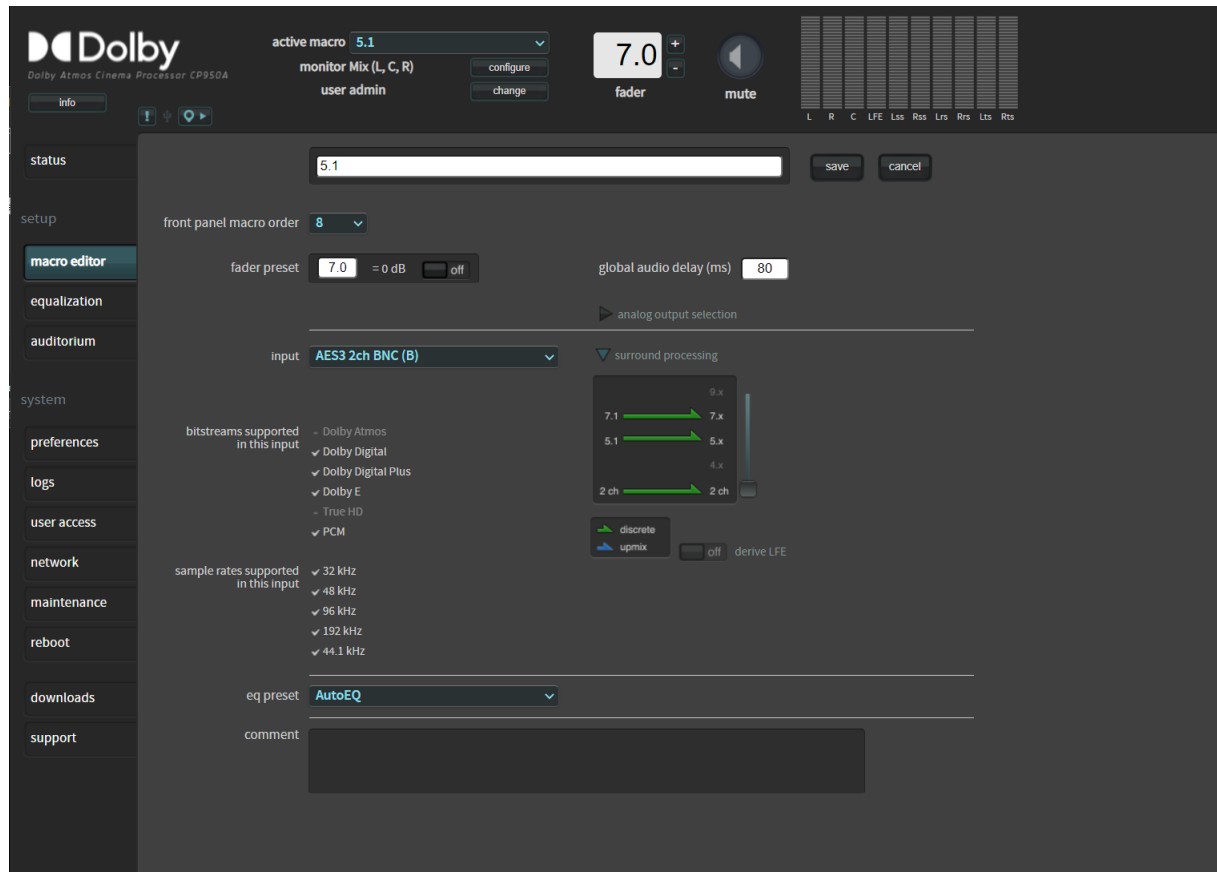 Dolby
Dolby Atmos Cinema Processor CP950A
info
active macro 5.1
monitor Mix (L, C, R) configure
user admin change
7.0 + -
fader
mute
L R C LFE Lss Rss Lrs Rrs Lts Rts
status
setup
macro editor
equalization
auditorium
system
preferences
logs
user access
network
maintenance
reboot
downloads
support
5.1
save cancel
front panel macro order 8
fader preset 7.0 = 0 dB off
global audio delay (ms) 80
analog output selection
input AES3 2ch BNC (B)
surround processing
9.x
7.1 7.x
5.1 5.x
4.x
2 ch 2 ch
discrete
upmix
off derive LFE
bitstreams supported
in this input
- Dolby Atmos
✓ Dolby Digital
✓ Dolby Digital Plus
✓ Dolby E
- True HD
✓ PCM
sample rates supported
in this input
✓ 32 kHz
✓ 48 kHz
✓ 96 kHz
✓ 192 kHz
✓ 44.1 kHz
eq preset AutoEQ
comment